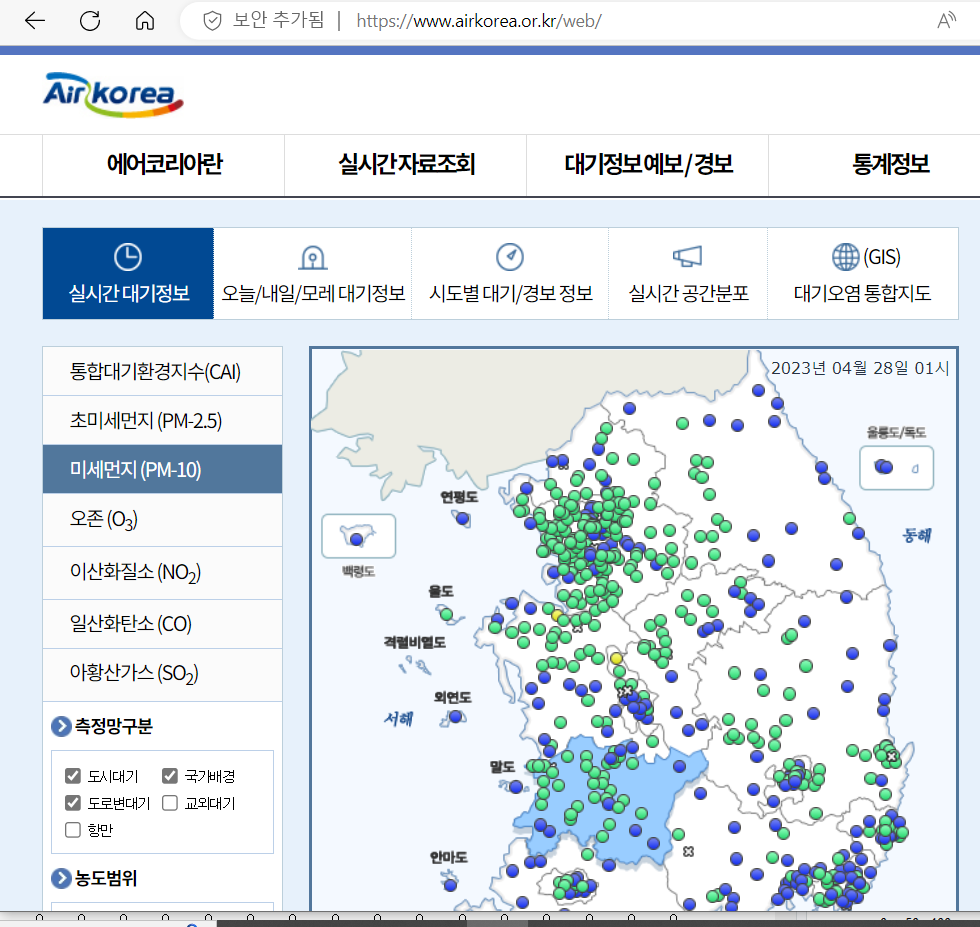 보안 추가됨 | https://www.airkorea.or.kr/web/
Airkorea
에어코리아란 실시간 자료조회 대기정보 예보 / 경보 통계정보
(GIS)
실시간 대기정보 오늘/내일/모레 대기정보 시도별 대기/경보 정보 실시간 공간분포 대기오염 통합지도
통합대기환경지수(CAI)
초미세먼지 (PM-2.5)
미세먼지 (PM-10)
오존 (O3)
이산화질소 (NO2)
일산화탄소 (CO)
아황산가스 (SO2)
측정망구분
도시대기 국가배경
도로변대기 교외대기
항만
농도범위
2023년 04월 28일 01시
울릉도/독도
연평도
동해
백령도
울도
격렬비열도
외연도
서해
말도
안마도